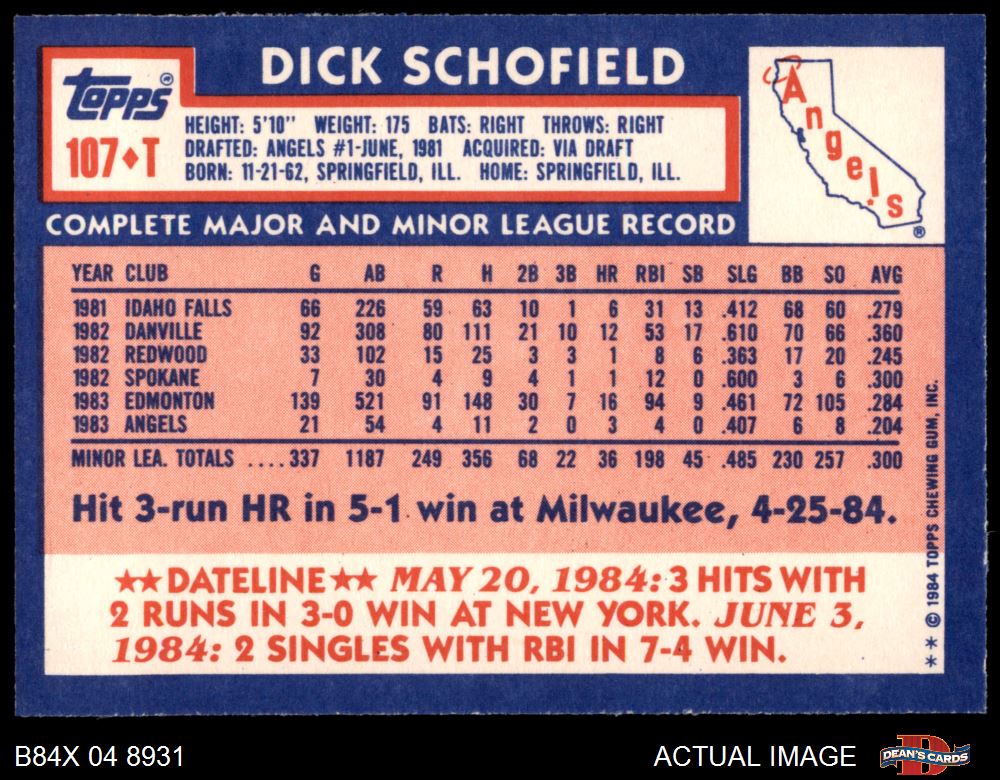 DICK SCHOFIELD
Topps®
107♦T
HEIGHT: 5'10" WEIGHT: 175 BATS: RIGHT THROWS: RIGHT
DRAFTED: ANGELS #1-JUNE, 1981 ACQUIRED: VIA DRAFT
BORN: 11-21-62, SPRINGFIELD, ILL. HOME: SPRINGFIELD, ILL.
Angels®
COMPLETE MAJOR AND MINOR LEAGUE RECORD
YEAR CLUB G AB R H 2B 3B HR RBI SB SLG BB SO AVG
1981 IDAHO FALLS 66 226 59 63 10 1 6 31 13 .412 68 60 .279
1982 DANVILLE 92 308 80 111 21 10 12 53 17 .610 70 66 .360
1982 REDWOOD 33 102 15 25 3 3 1 8 6 .363 17 20 .245
1982 SPOKANE 7 30 4 9 4 1 1 12 0 .600 3 6 .300
1983 EDMONTON 139 521 91 148 30 7 16 94 9 .461 72 105 .284
1983 ANGELS 21 54 4 11 2 0 3 4 0 .407 6 8 .204
MINOR LEA. TOTALS ....337 1187 249 356 68 22 36 198 45 .485 230 257 .300
Hit 3-run HR in 5-1 win at Milwaukee, 4-25-84.
★★DATELINE★★ MAY 20, 1984: 3 HITS WITH
2 RUNS IN 3-0 WIN AT NEW YORK. JUNE 3,
1984: 2 SINGLES WITH RBI IN 7-4 WIN.
** © 1984 TOPPS CHEWING GUM, INC.
B84X 04 8931
ACTUAL IMAGE
DEAN'S CARDS